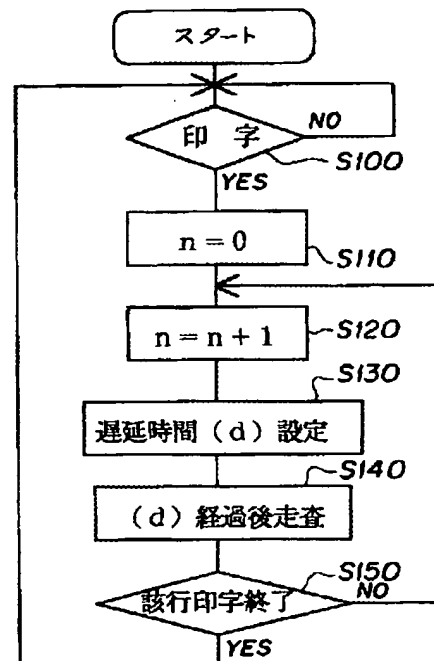 スタート
印 字
NO
S100
YES
n = 0
S110
n = n + 1
S120
S130
遅延時間(d)設定
S140
(d)経過後走査
S150
該行印字終了
NO
YES